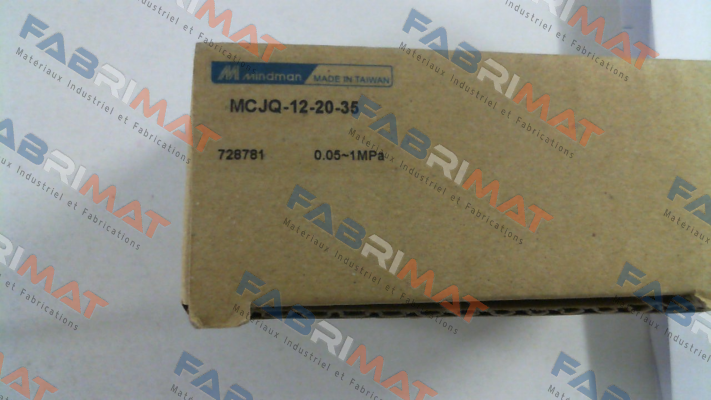 Mindman MADE IN TAIWAN
MCJQ-12-20-35
728781 0.05~1MPa
FABRIMAT
Materiaux Industriel et Fabrications